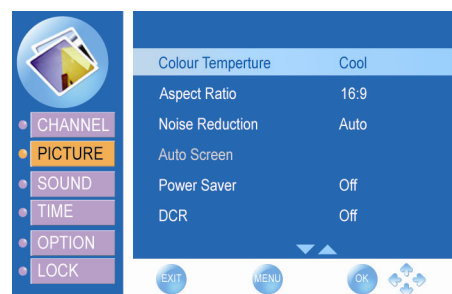 CHANNEL
PICTURE
SOUND
TIME
OPTION
LOCK
Colour Temperture Cool
Aspect Ratio 16:9
Noise Reduction Auto
Auto Screen
Power Saver Off
DCR Off
EXIT MENU OK